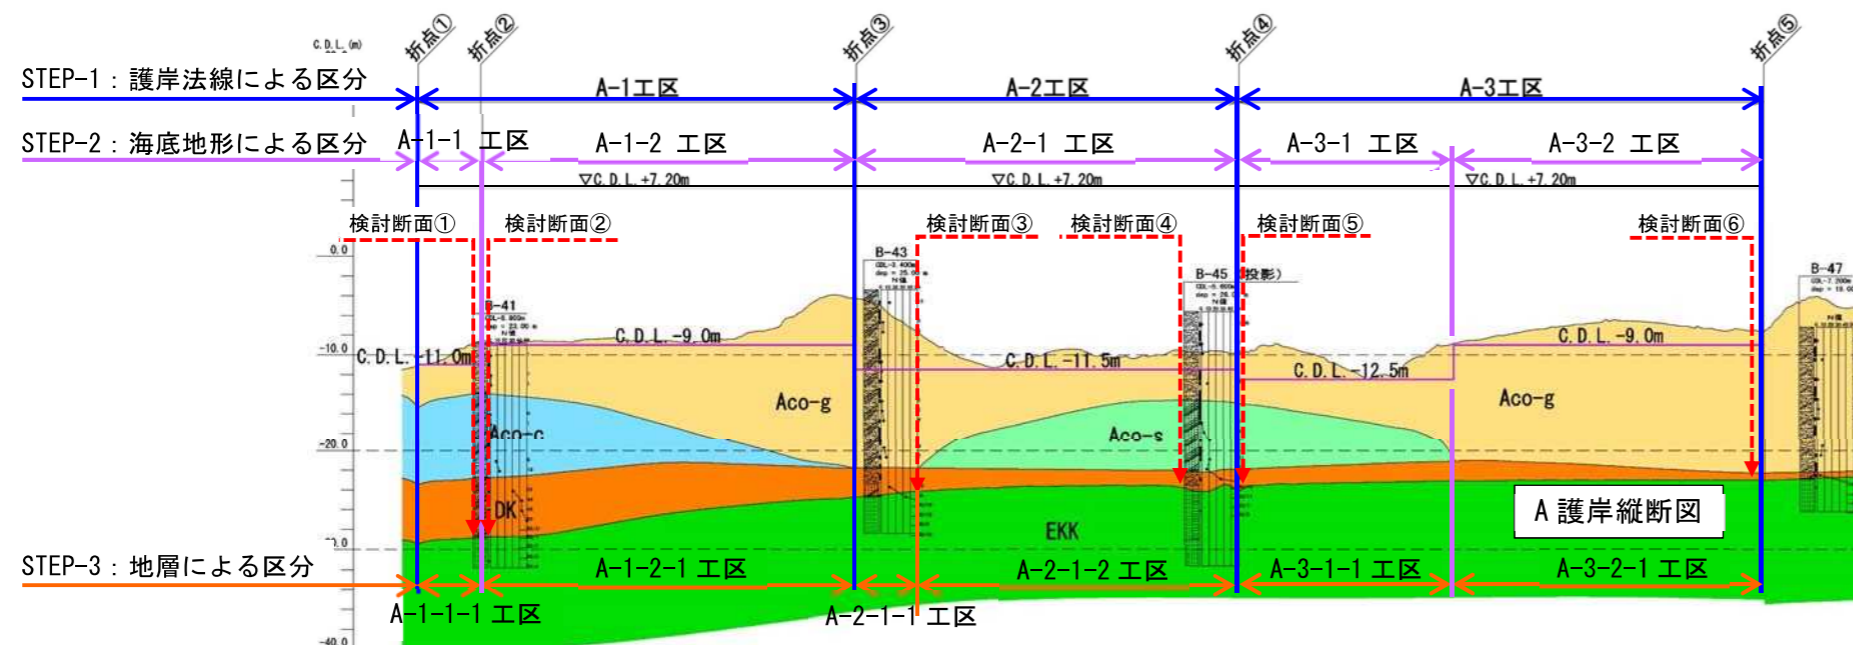 折点①
折点②
折点③
折点④
折点⑤
C.D.L.(m)
STEP-1：護岸法線による区分
A-1工区
A-2工区
A-3工区
STEP-2：海底地形による区分
A-1-1 工区
A-1-2 工区
A-2-1 工区
A-3-1 工区
A-3-2 工区
▽C.D.L.+7.20m
▽C.D.L.+7.20m
▽C.D.L.+7.20m
検討断面①
検討断面②
検討断面③
検討断面④
検討断面⑤
検討断面⑥
0.0
B-43
B-45
投影）
B-47
B-41
C.D.L.-9.0m
C.D.L.-9.0m
-10.0
C.D.L.-11.0m
C.D.L.-11.5m
C.D.L.-12.5m
Aco-g
Aco-g
Aco-c
Aco-s
-20.0
DK
EKK
A護岸縦断図
STEP-3：地層による区分
A-1-2-1 工区
A-2-1-2 工区
A-3-1-1 工区
A-3-2-1 工区
A-1-1-1 工区
A-2-1-1 工区
-40.0